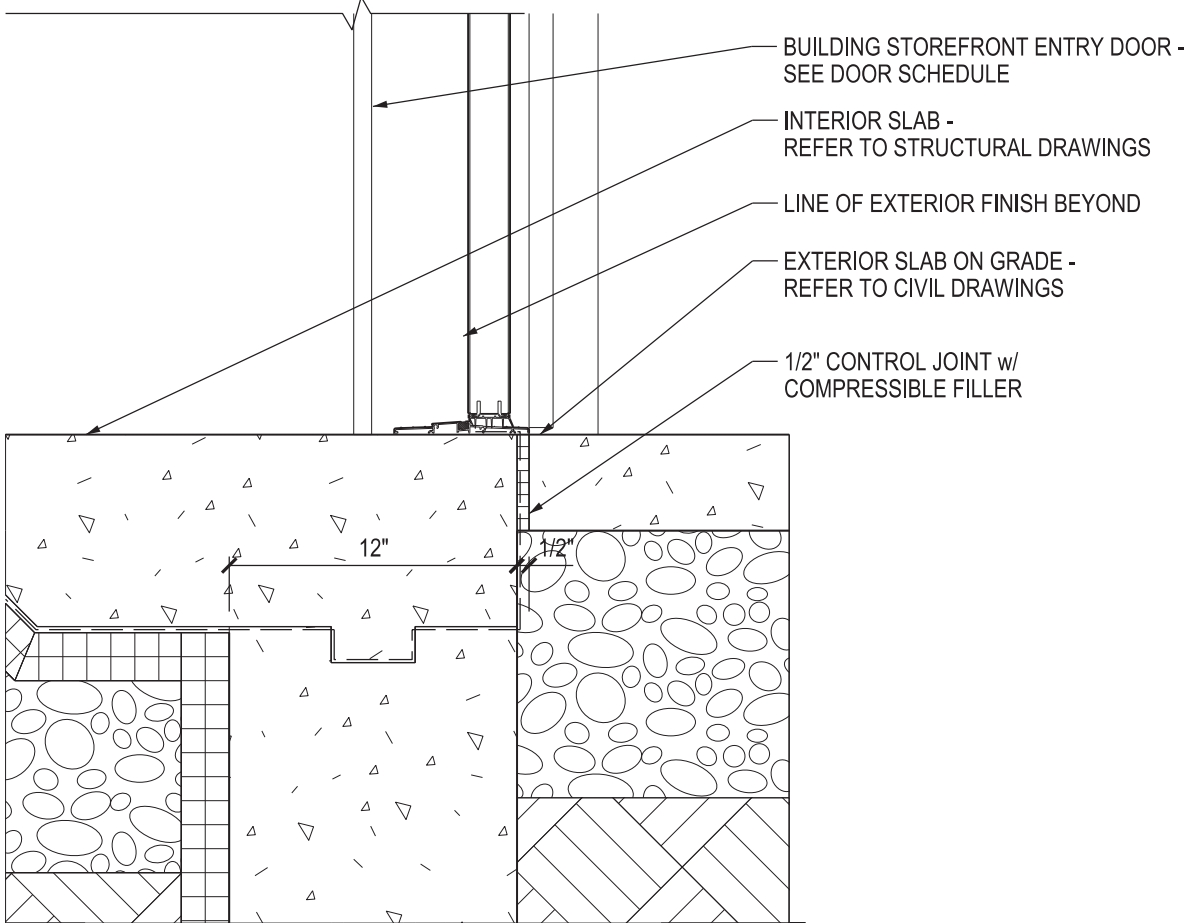 BUILDING STOREFRONT ENTRY DOOR -
SEE DOOR SCHEDULE
INTERIOR SLAB -
REFER TO STRUCTURAL DRAWINGS
LINE OF EXTERIOR FINISH BEYOND
EXTERIOR SLAB ON GRADE -
REFER TO CIVIL DRAWINGS
1/2" CONTROL JOINT w/
COMPRESSIBLE FILLER
12"
1/2"